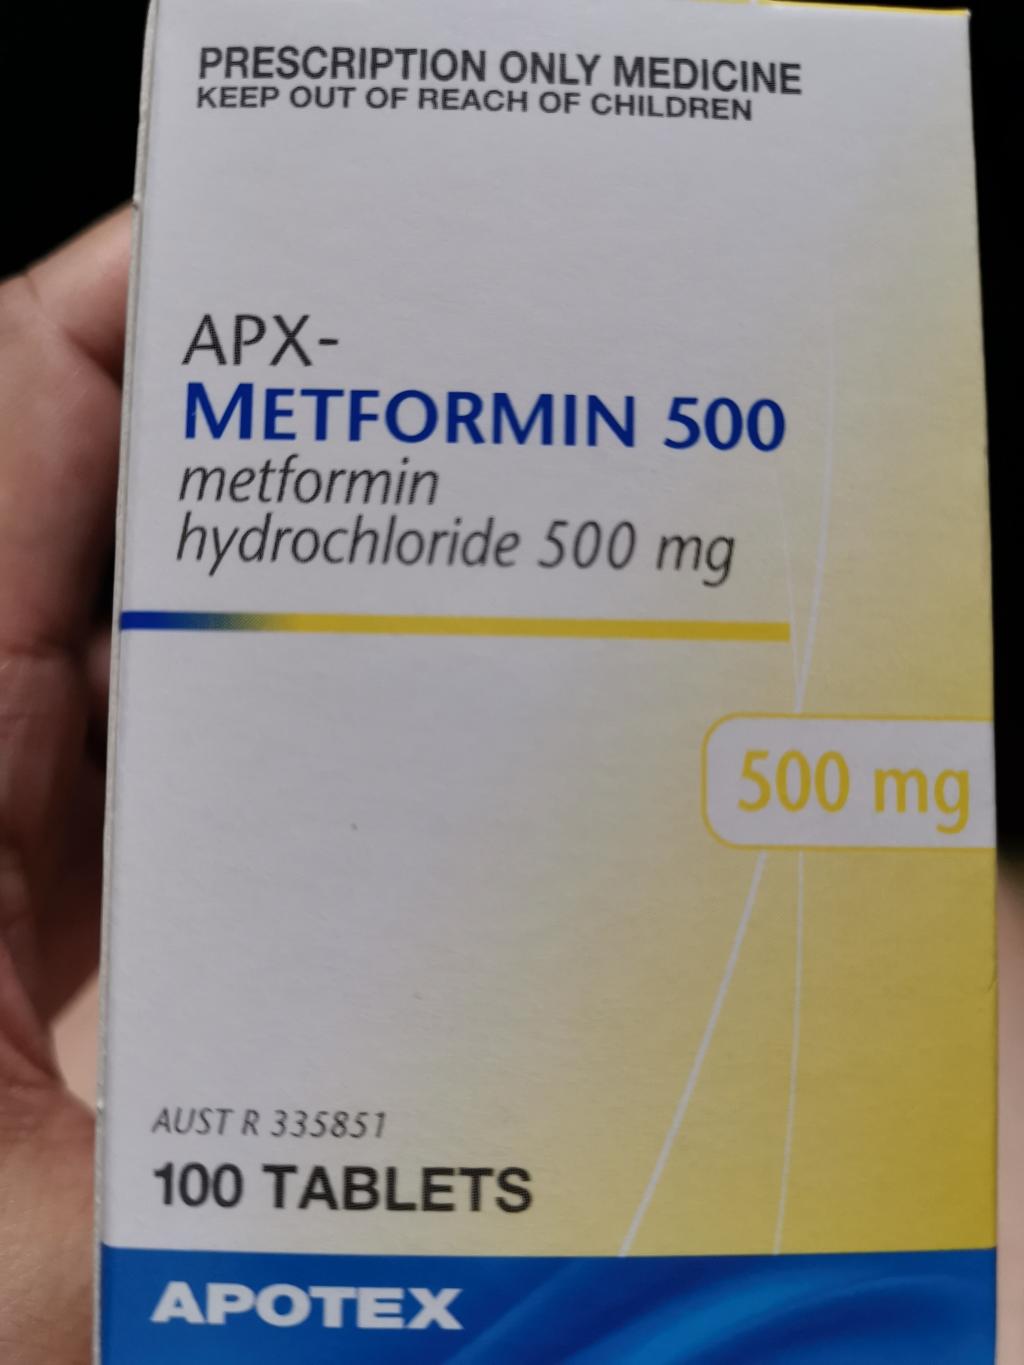 PRESCRIPTION ONLY MEDICINE
KEEP OUT OF REACH OF CHILDREN
APX-
METFORMIN 500
metformin
hydrochloride 500 mg
500 mg
AUST R 335851
100 TABLETS
APOTEX